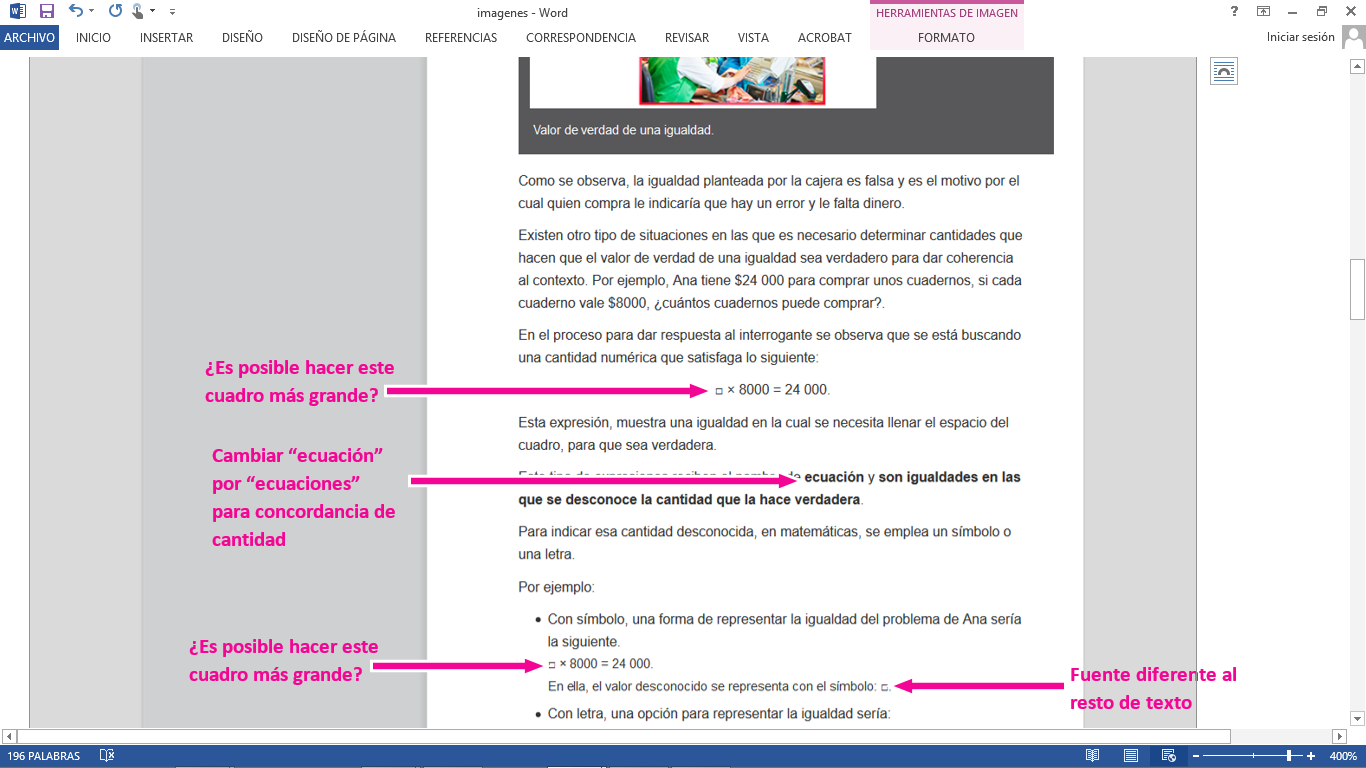 imagenes - Word
HERRAMIENTAS DE IMAGEN
?
ARCHIVO INICIO INSERTAR DISEÑO DISEÑO DE PÁGINA REFERENCIAS CORRESPONDENCIA REVISAR VISTA ACROBAT FORMATO Iniciar sesión
Valor de verdad de una igualdad.
Como se observa, la igualdad planteada por la cajera es falsa y es el motivo por el
cual quien compra le indicaría que hay un error y le falta dinero.
Existen otro tipo de situaciones en las que es necesario determinar cantidades que
hacen que el valor de verdad de una igualdad sea verdadero para dar coherencia
al contexto. Por ejemplo, Ana tiene $24 000 para comprar unos cuadernos, si cada
cuaderno vale $8000, ¿cuántos cuadernos puede comprar?.
En el proceso para dar respuesta al interrogante se observa que se está buscando
una cantidad numérica que satisfaga lo siguiente:
¿Es posible hacer este
cuadro más grande?
□ × 8000 = 24 000.
Esta expresión, muestra una igualdad en la cual se necesita llenar el espacio del
cuadro, para que sea verdadera.
Cambiar “ecuación”
por “ecuaciones”
para concordancia de
cantidad
Este tipo de expresiones reciben el nombre de ecuación y son igualdades en las
que se desconoce la cantidad que la hace verdadera.
Para indicar esa cantidad desconocida, en matemáticas, se emplea un símbolo o
una letra.
Por ejemplo:
• Con símbolo, una forma de representar la igualdad del problema de Ana sería
la siguiente.
¿Es posible hacer este
cuadro más grande?
□ × 8000 = 24 000.
En ella, el valor desconocido se representa con el símbolo: □.
Fuente diferente al
resto de texto
• Con letra, una opción para representar la igualdad sería:
196 PALABRAS
400%